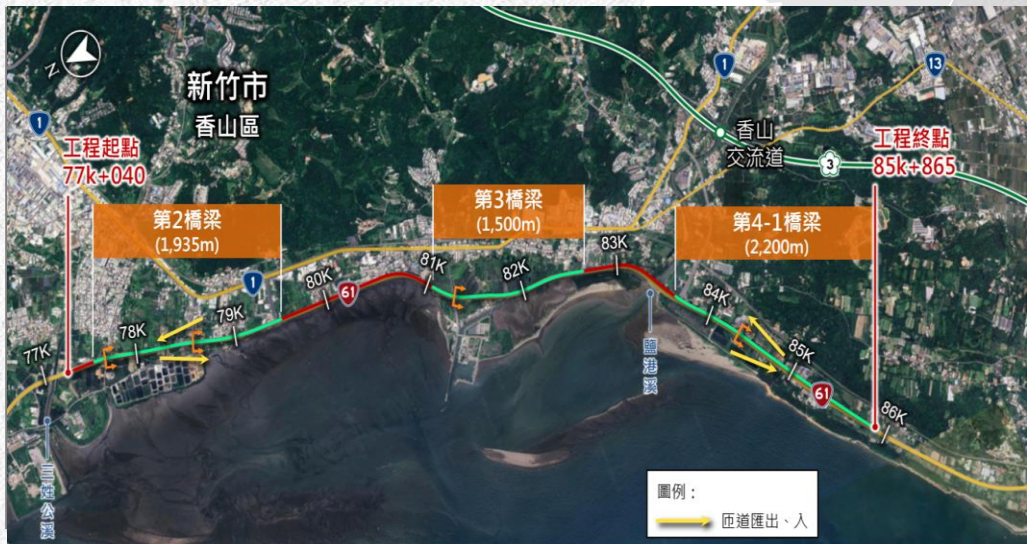 N
新竹市
香山區
1
工程起點
77k+040
第2橋梁
(1,935m)
第3橋梁
(1,500m)
第4-1橋梁
(2,200m)
1
13
香山
交流道
3
工程終點
85k+865
1
61
61
77K
78K
79K
80K
81K
82K
83K
84K
85K
86K
三姓公溪
鹽港溪
圖例：
匝道匯出、入